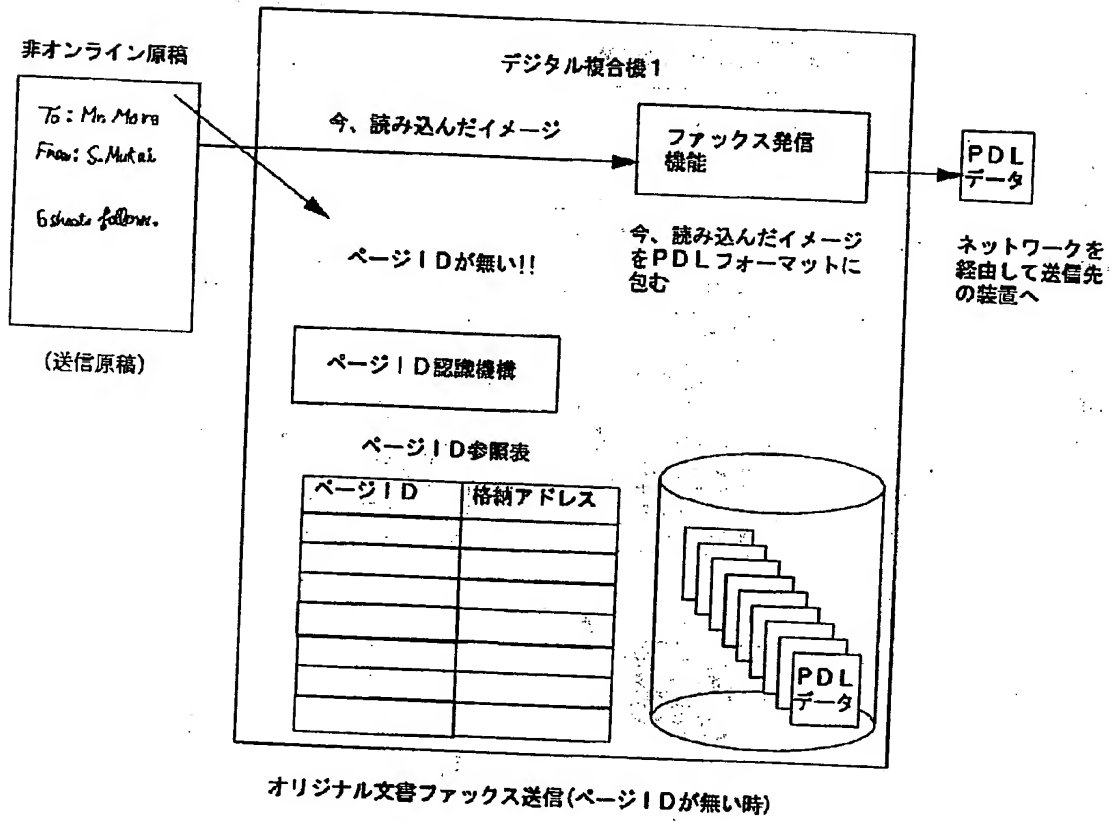 非オンライン原稿
To: Mr. Mora
From: S. Mukai
6 sheets follow.
(送信原稿)
デジタル複合機1
今、読み込んだイメージ
ファックス発信
機能
PDL
データ
ページIDが無い!!
今、読み込んだイメージ
をPDLフォーマットに
包む
ネットワークを
経由して送信先
の装置へ
ページID認識機構
ページID参照表
ページID
格納アドレス
PDL
データ
オリジナル文書ファックス送信(ページIDが無い時)